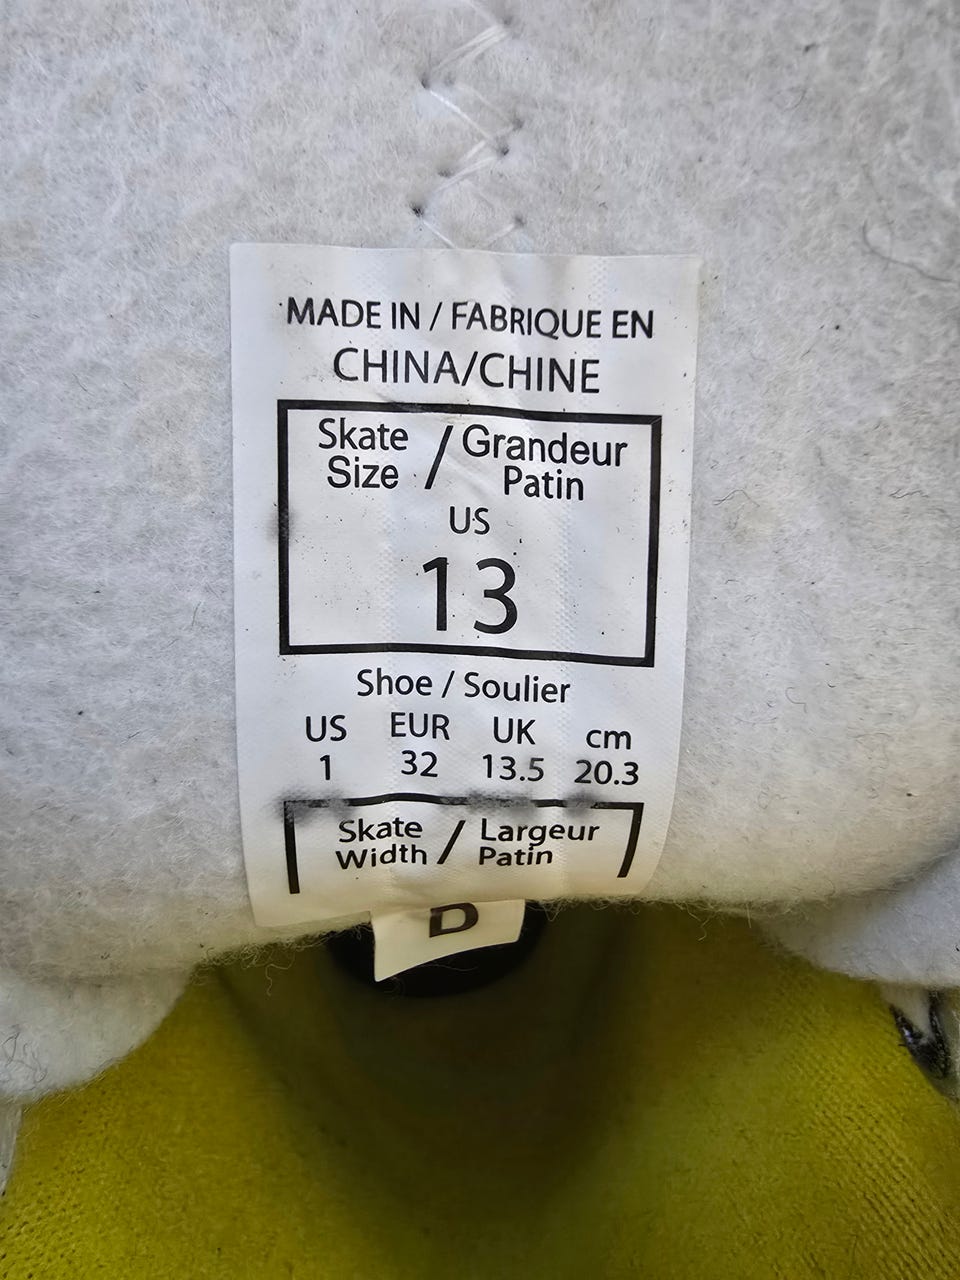 MADE IN / FABRIQUE EN
CHINA/CHINE
Skate Size / Grandeur Patin
US
13
Shoe / Soulier
US EUR UK cm
1 32 13.5 20.3
Skate Width / Largeur Patin
D